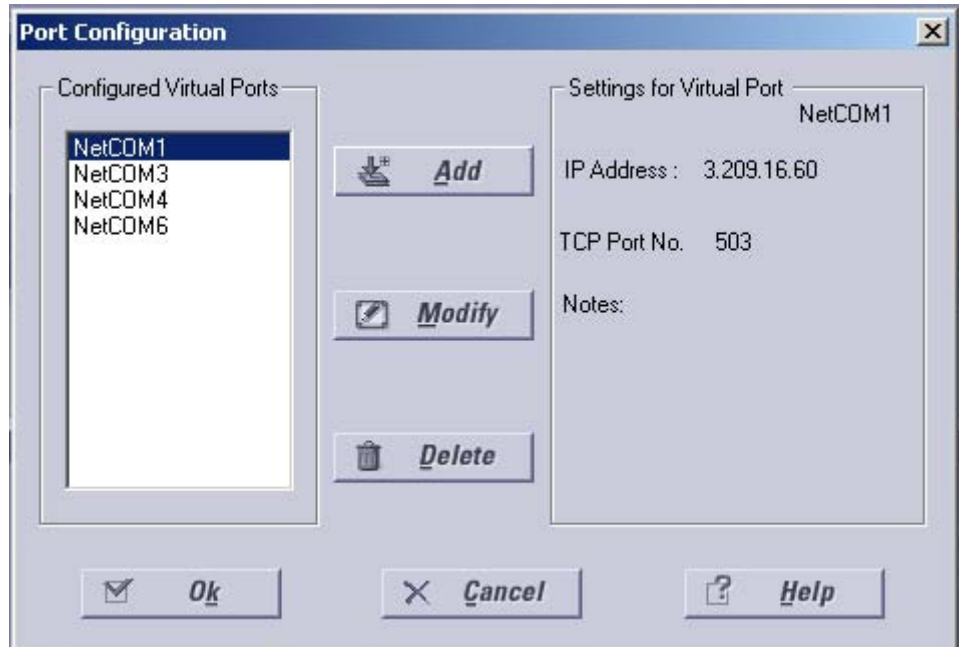 Port Configuration
Configured Virtual Ports
NetCOM1
NetCOM3
NetCOM4
NetCOM6
Add
Modify
Delete
Settings for Virtual Port
NetCOM1
IP Address : 3.209.16.60
TCP Port No. 503
Notes:
Ok
Cancel
Help